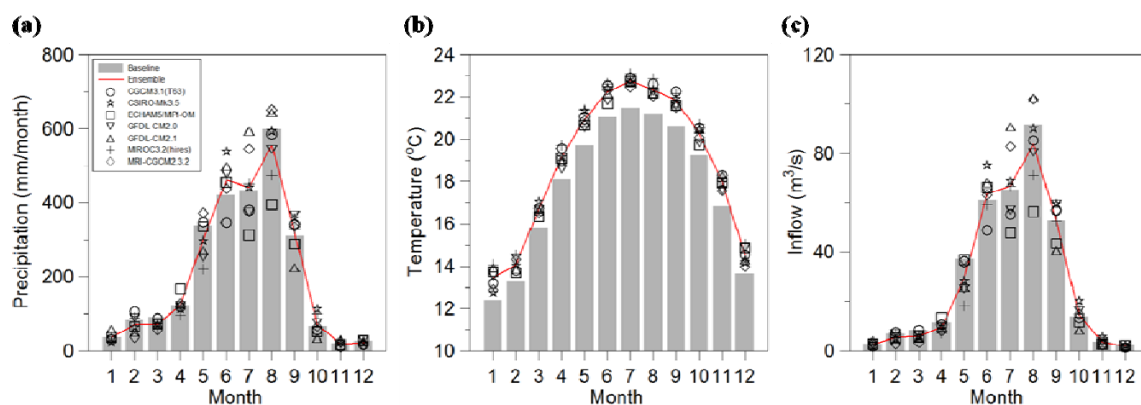 (a)
(b)
(c)
Precipitation (mm/month)
800
600
400
200
0
Baseline
Ensemble
CGCM3.1(T63)
CSIRO-Mk3.5
ECHAM5/MPI-OM
GFDL-CM2.0
GFDL-CM2.1
MIROC3.2(hires)
MRI-CGCM2.3.2
1 2 3 4 5 6 7 8 9 10 11 12
Month
Temperature (°C)
24
22
20
18
16
14
12
10
1 2 3 4 5 6 7 8 9 10 11 12
Month
Inflow (m³/s)
120
80
40
0
1 2 3 4 5 6 7 8 9 10 11 12
Month